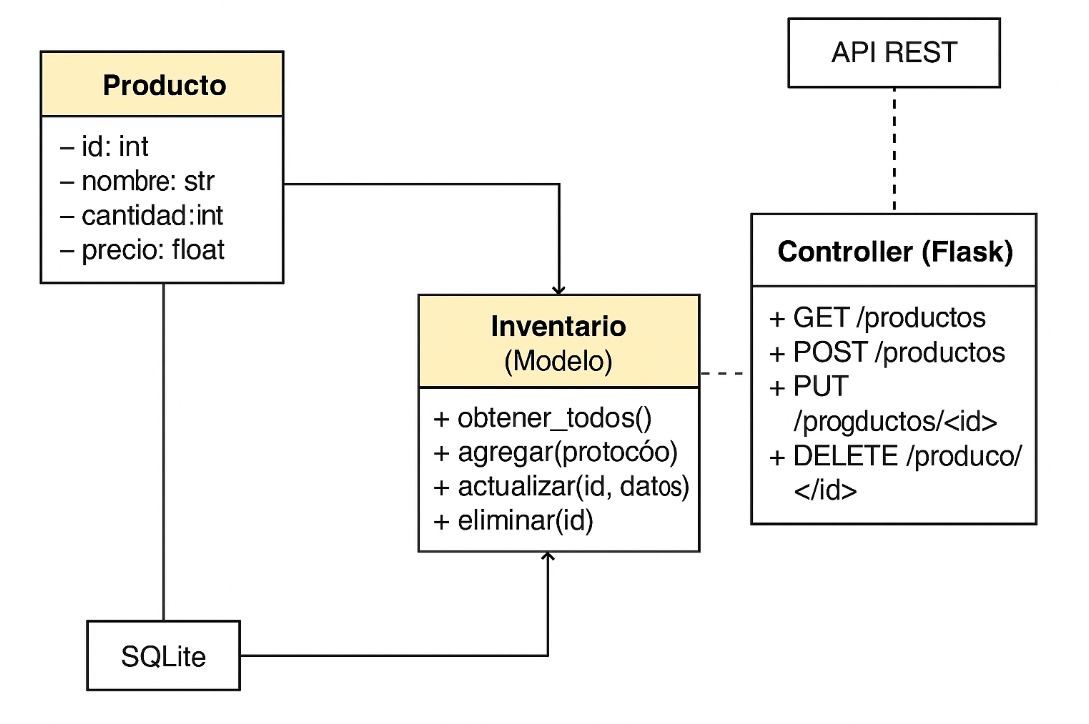 Producto
– id: int
– nombre: str
– cantidad:int
– precio: float
API REST
Inventario
(Modelo)
+ obtener_todos()
+ agregar(protocóo)
+ actualizar(id, datos)
+ eliminar(id)
Controller (Flask)
+ GET /productos
+ POST /productos
+ PUT
/progductos/<id>
+ DELETE /produco/
</id>
SQLite